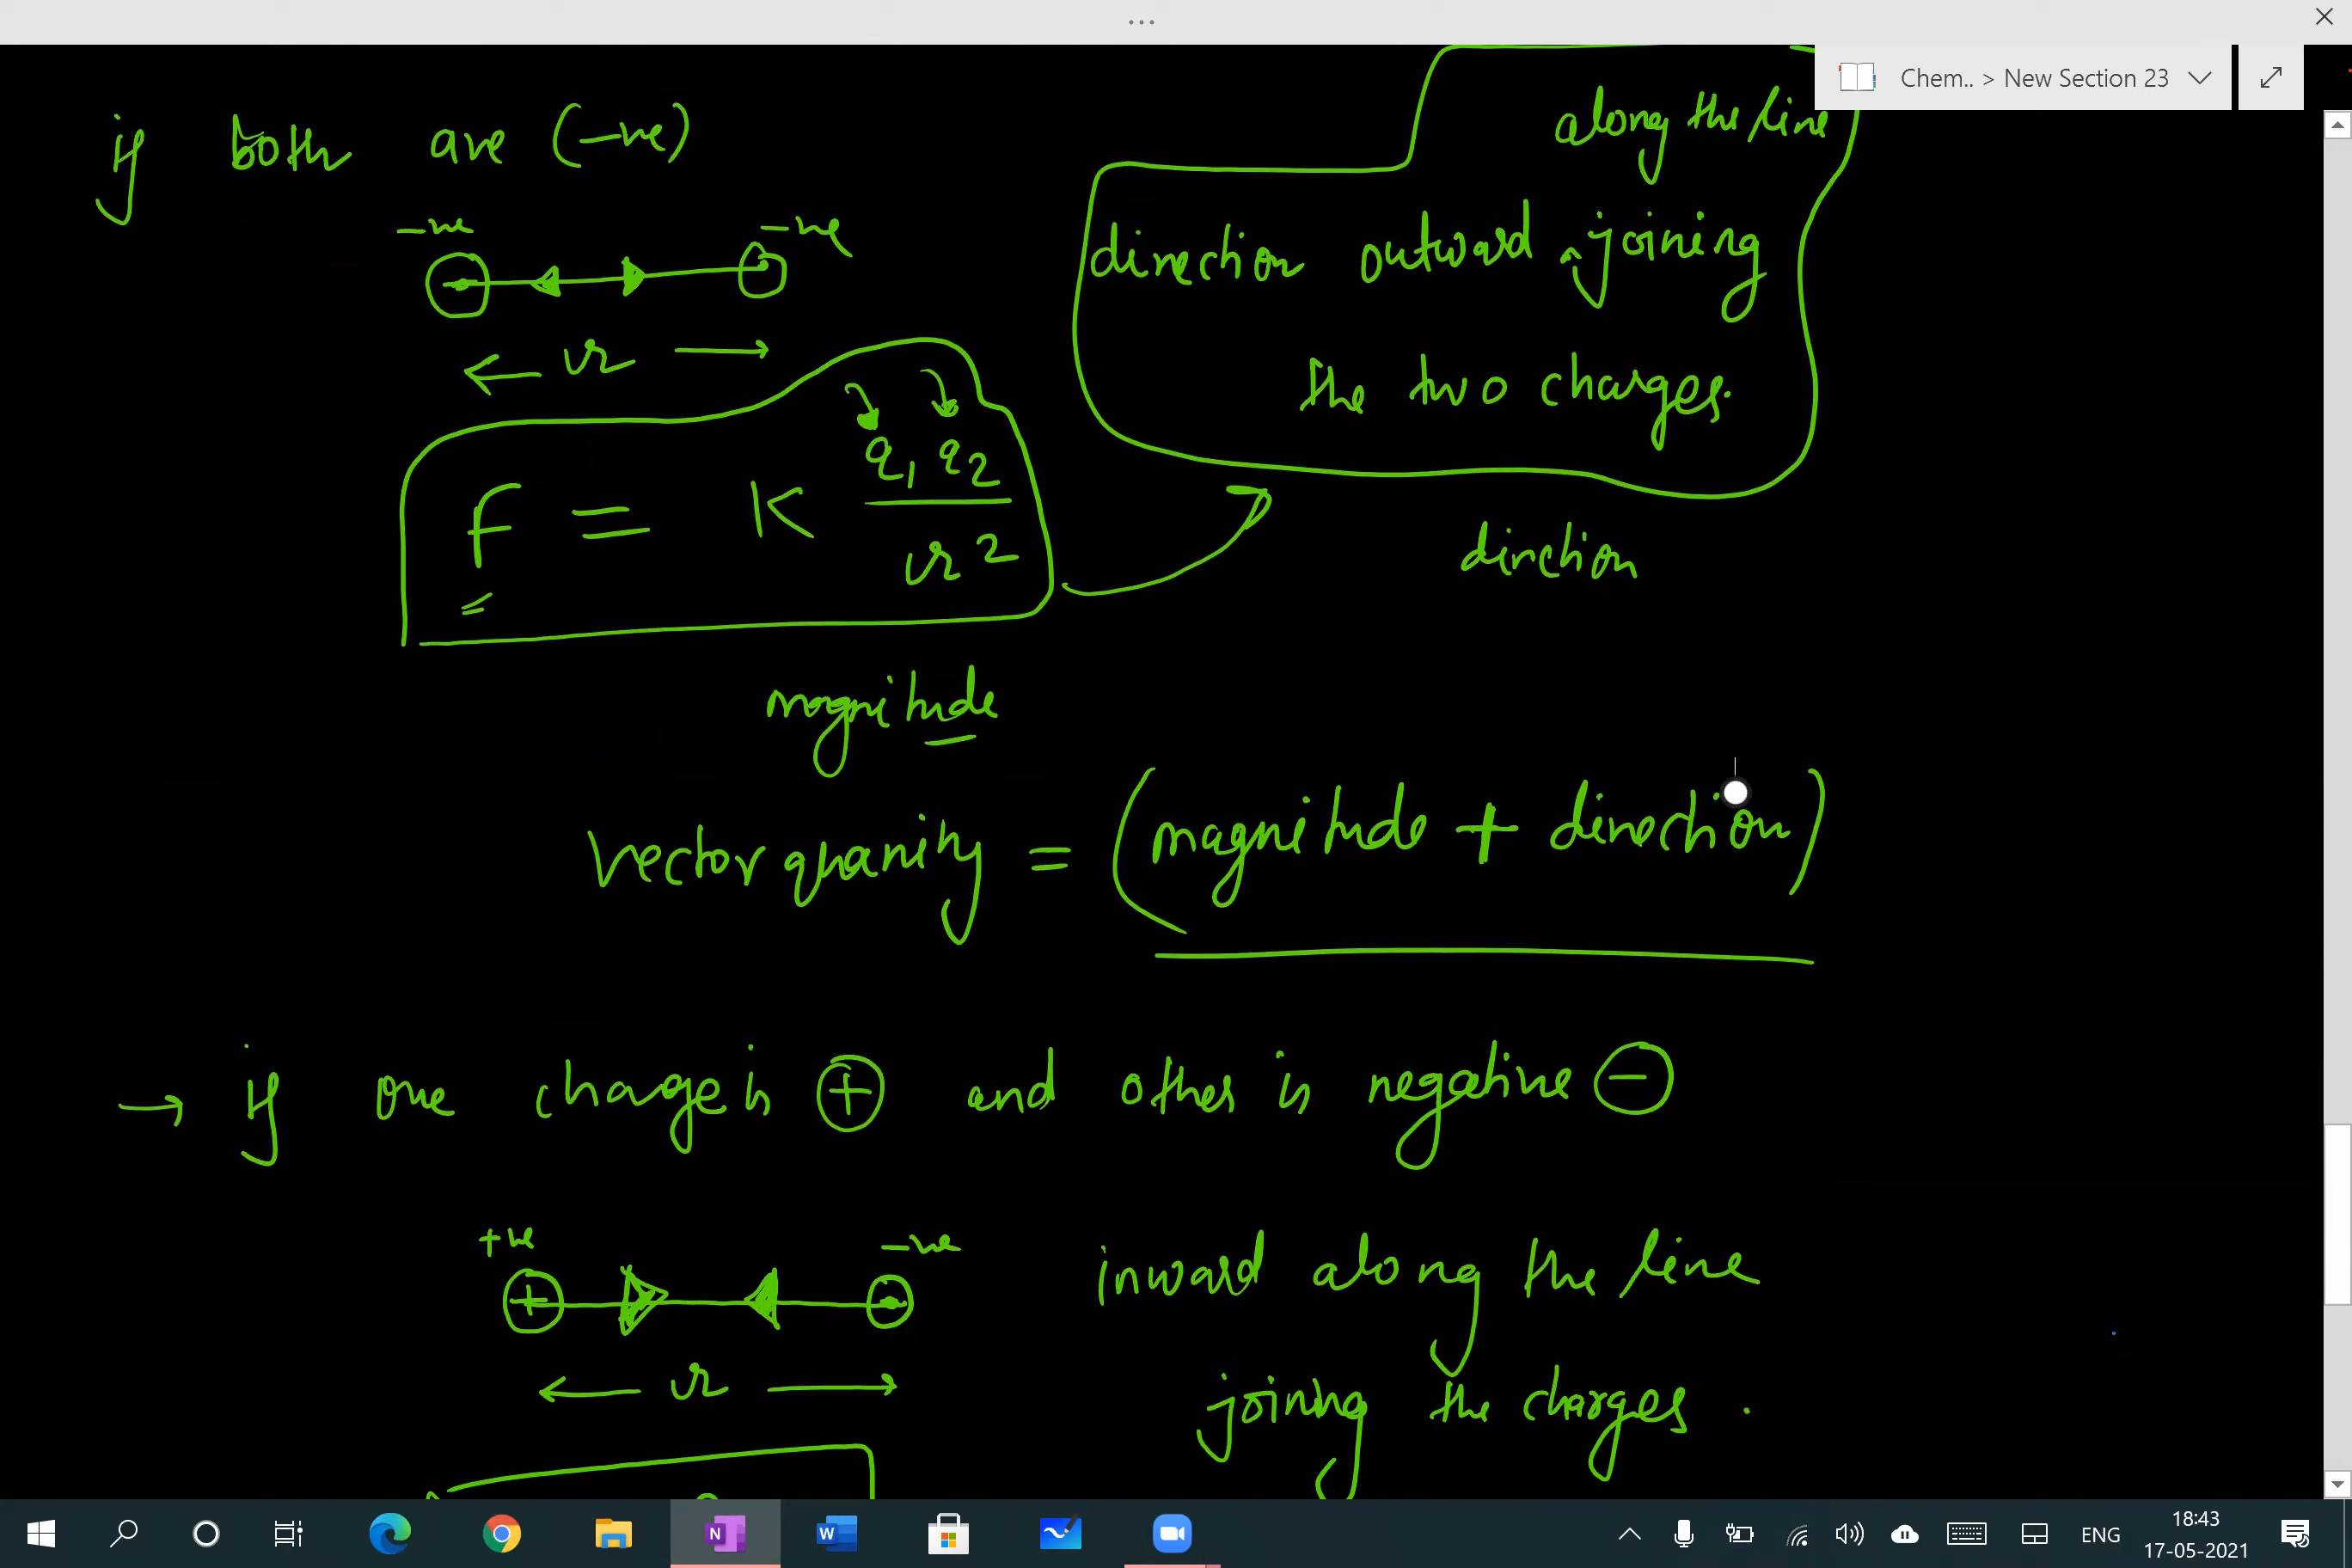 Chem.. > New Section 23
if both are (-ve)
along the line
-ve -ve
direction outward ^ joining
the two charges.
← r →
f = K q1 q2 / r2
direction
magnitude
vector quanity = (magnitude + direction)
→ if one charge is + and other is negative -
+ve -ve
+
inward along the line
← r →
joining the charges .
ENG
18:43
17-05-2021